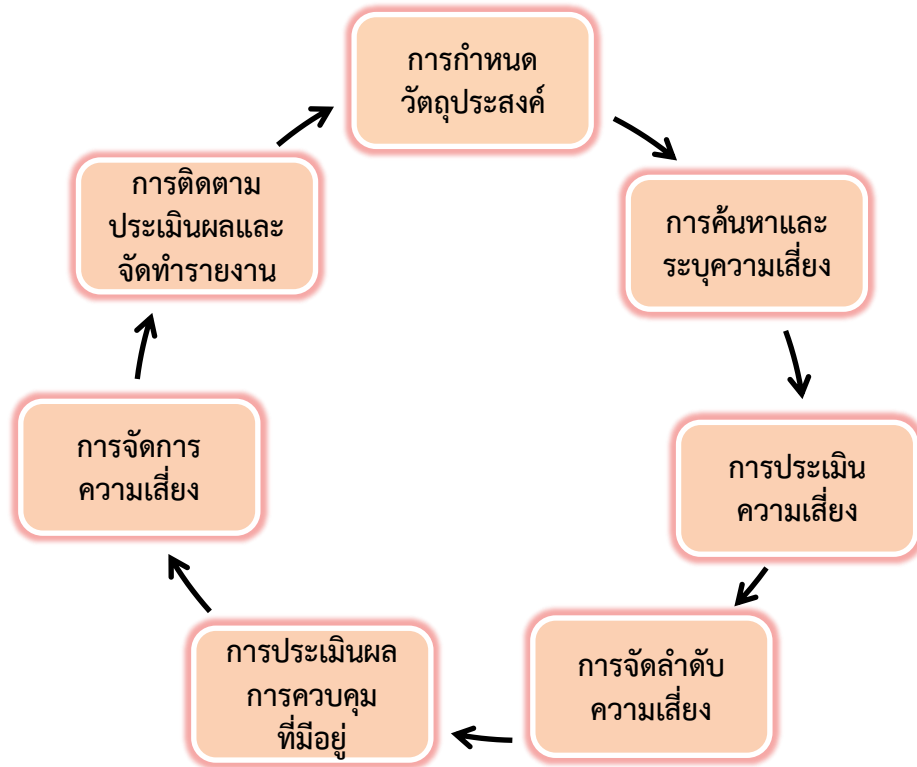 การกำหนด
วัตถุประสงค์
การค้นหาและ
ระบุความเสี่ยง
การประเมิน
ความเสี่ยง
การจัดลำดับ
ความเสี่ยง
การประเมินผล
การควบคุม
ที่มีอยู่
การจัดการ
ความเสี่ยง
การติดตาม
ประเมินผลและ
จัดทำรายงาน